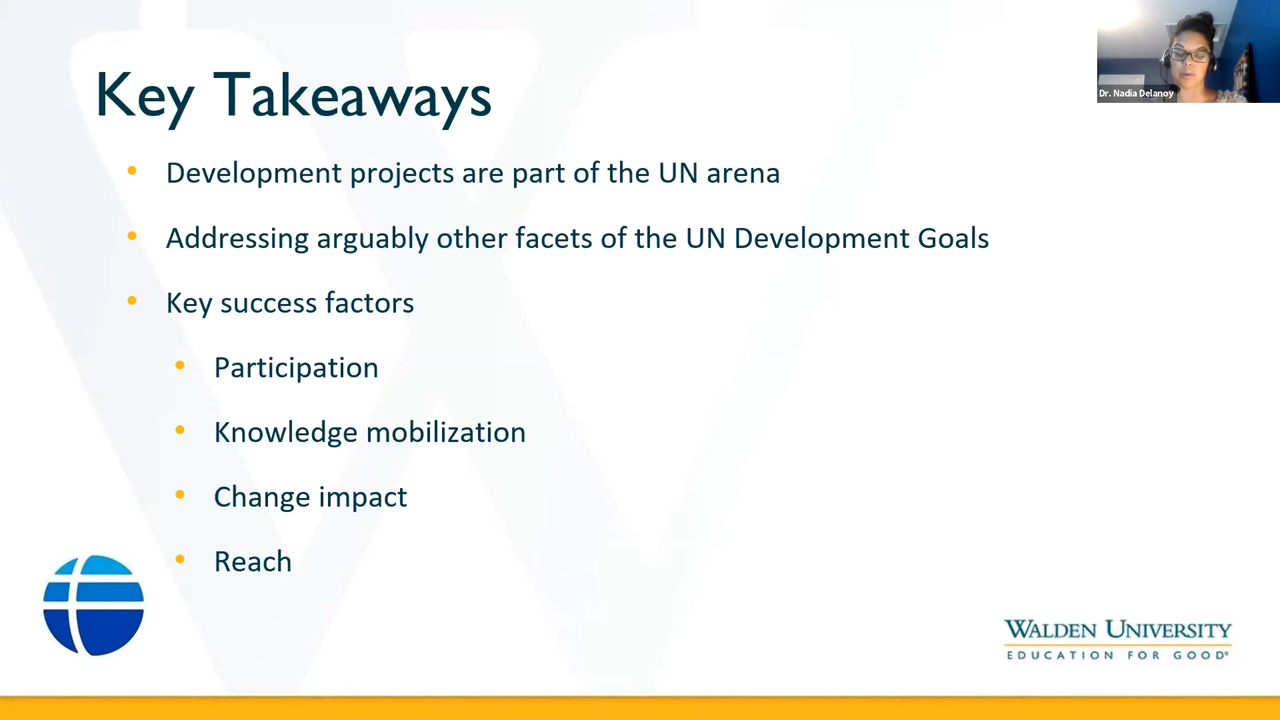 Key Takeaways
Dr. Nadia Delanoy
• Development projects are part of the UN arena
• Addressing arguably other facets of the UN Development Goals
• Key success factors
• Participation
• Knowledge mobilization
• Change impact
• Reach
WALDEN UNIVERSITY
EDUCATION FOR GOOD®